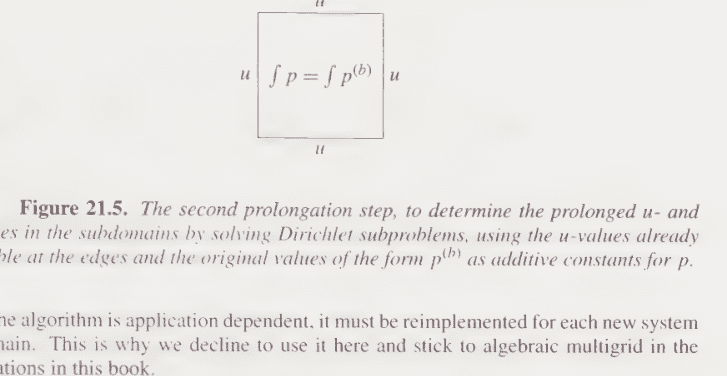 u
u ∫ p = ∫ p(b) u
u
Figure 21.5. The second prolongation step, to determine the prolonged u- and
es in the subdomains by solving Dirichlet subproblems, using the u-values already
ble at the edges and the original values of the form p(b) as additive constants for p.
he algorithm is application dependent, it must be reimplemented for each new system
main. This is why we decline to use it here and stick to algebraic multigrid in the
ations in this book.